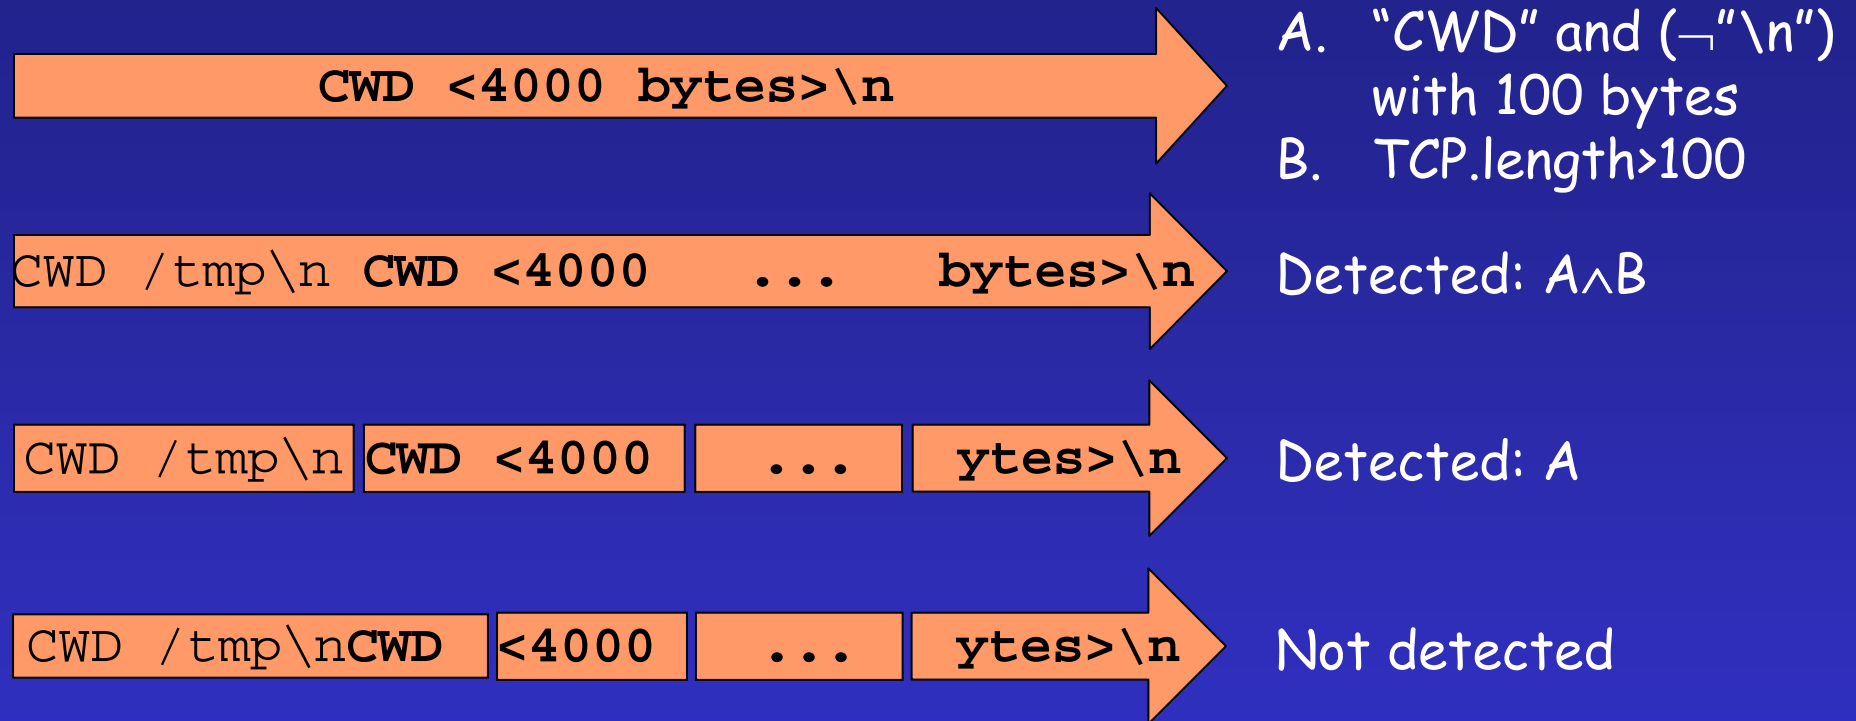 CWD <4000 bytes>\n
A. “CWD” and (¬”\n”)
with 100 bytes
B. TCP.length>100
CWD /tmp\n CWD <4000 ... bytes>\n
Detected: A∧B
CWD /tmp\n CWD <4000 ... ytes>\n
Detected: A
CWD /tmp\nCWD <4000 ... ytes>\n
Not detected